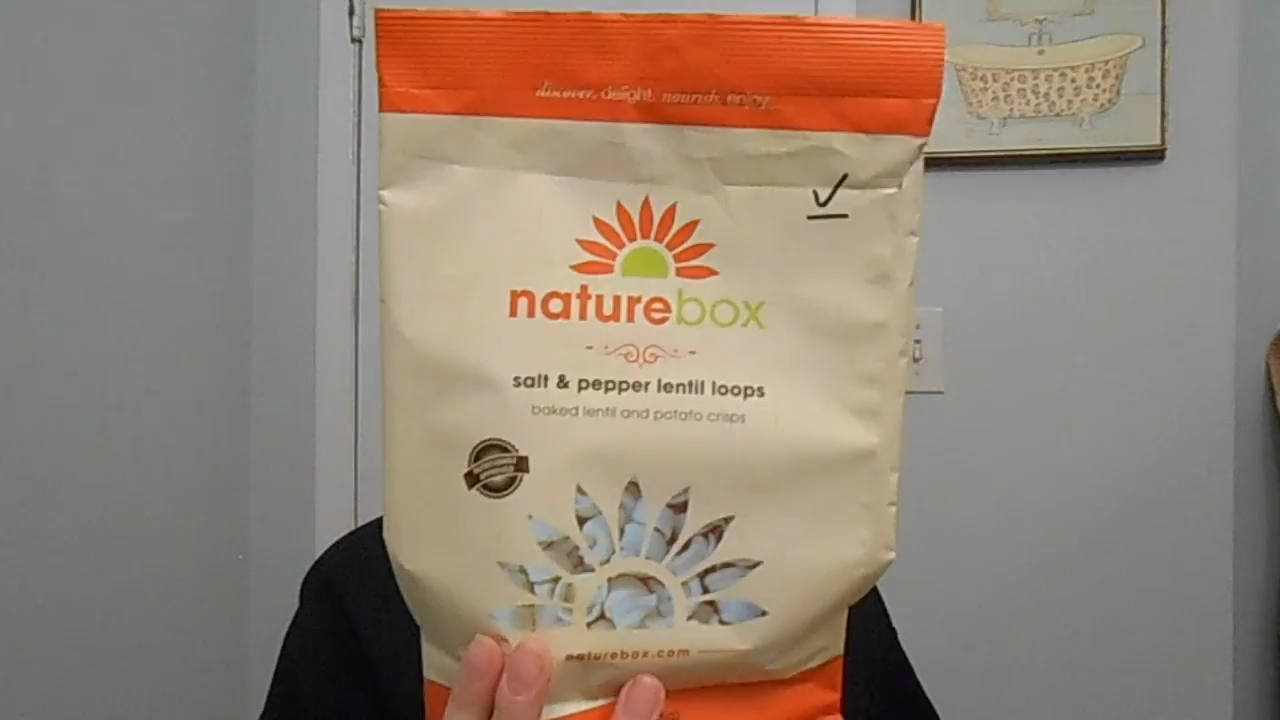 discover. delight. nourish. enjoy.
naturebox
salt & pepper lentil loops
baked lentil and potato crisps
naturebox.com